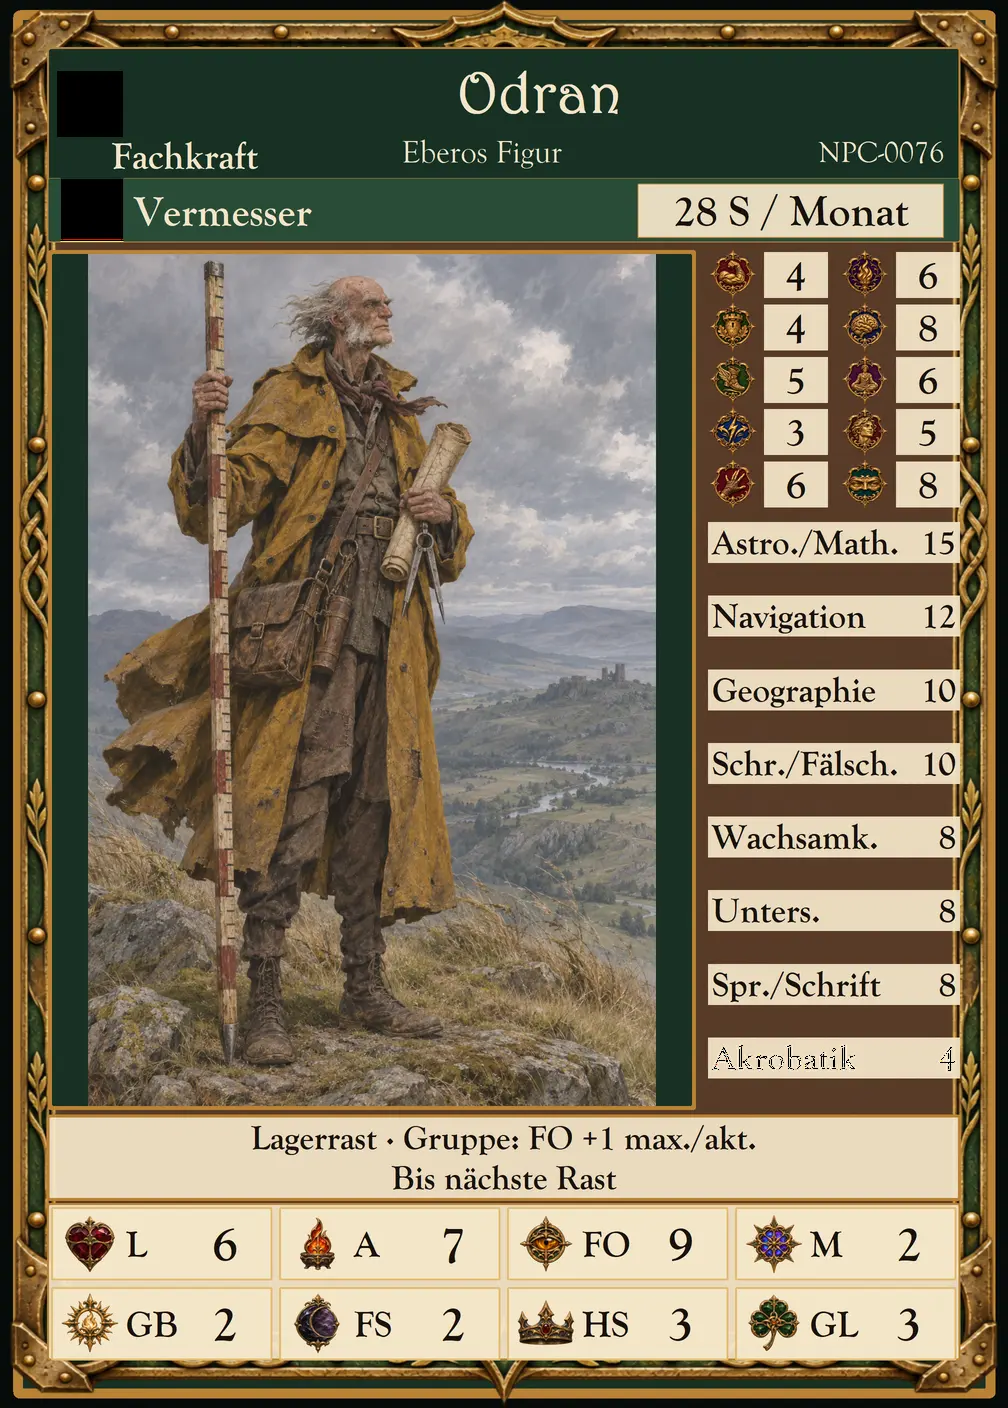 Odran
Fachkraft
Eberos Figur
NPC-0076
Vermesser
28 S / Monat
4 6
4 8
5 6
3 5
6 8
Astro./Math. 15
Navigation 12
Geographie 10
Schr./Fälsch. 10
Wachsamk. 8
Unters. 8
Spr./Schrift 8
Akrobatik 4
Lagerrast · Gruppe: FO +1 max./akt.
Bis nächste Rast
L 6 A 7 FO 9 M 2
GB 2 FS 2 HS 3 GL 3